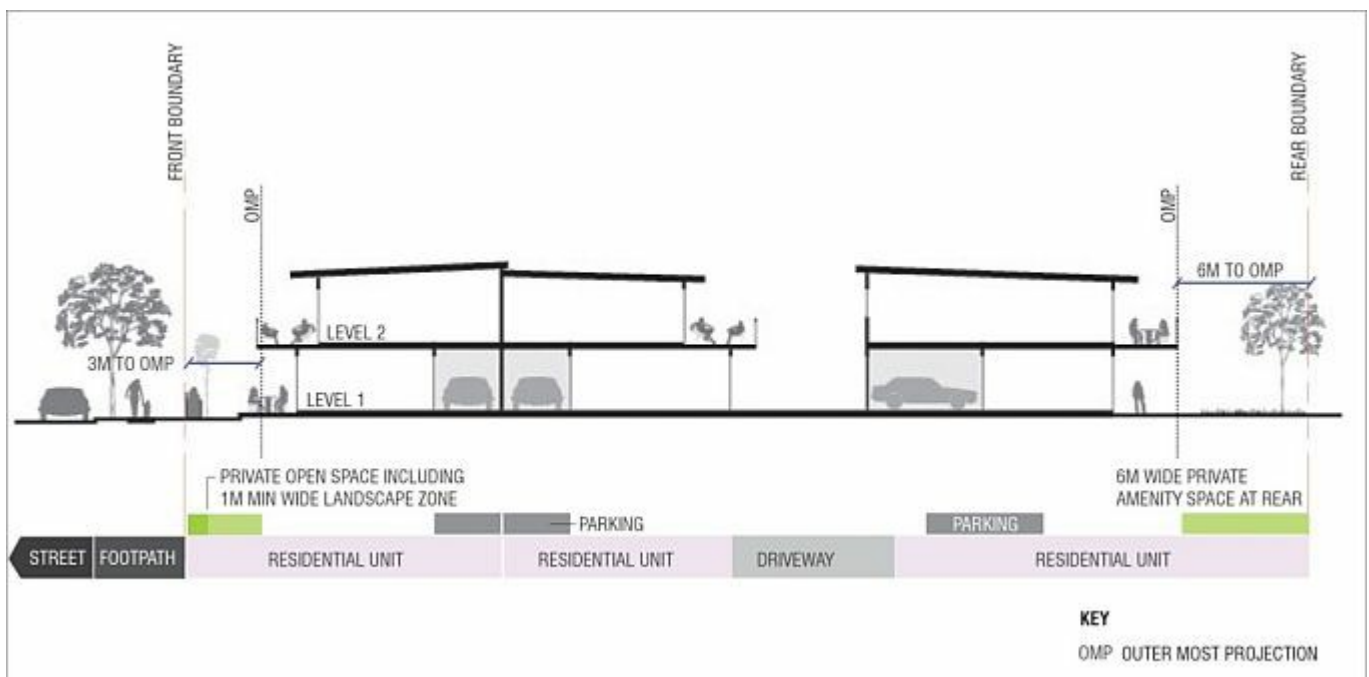 FRONT BOUNDARY
OMP
OMP
REAR BOUNDARY
6M TO OMP
LEVEL 2
3M TO OMP
LEVEL 1
PRIVATE OPEN SPACE INCLUDING
1M MIN WIDE LANDSCAPE ZONE
6M WIDE PRIVATE
AMENITY SPACE AT REAR
PARKING
PARKING
STREET
FOOTPATH
RESIDENTIAL UNIT
RESIDENTIAL UNIT
DRIVEWAY
RESIDENTIAL UNIT
KEY
OMP OUTER MOST PROJECTION